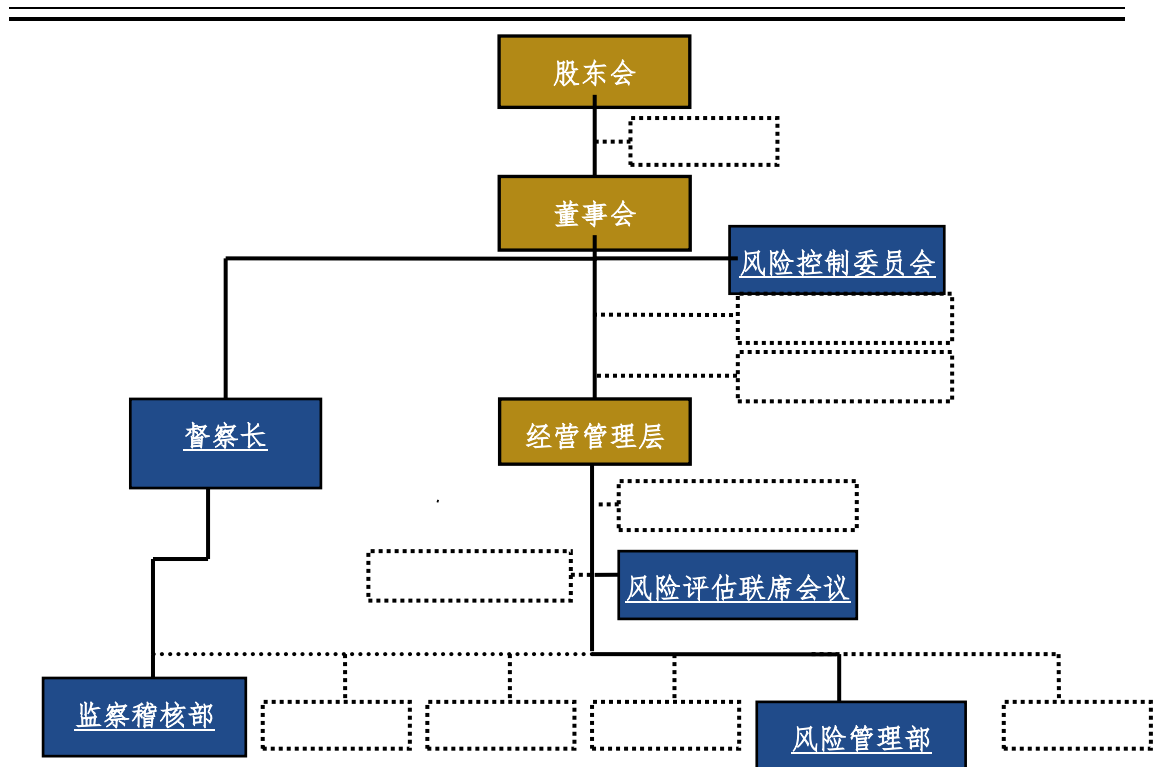 股东会
董事会
风险控制委员会
督察长
经营管理层
风险评估联席会议
监察稽核部
风险管理部